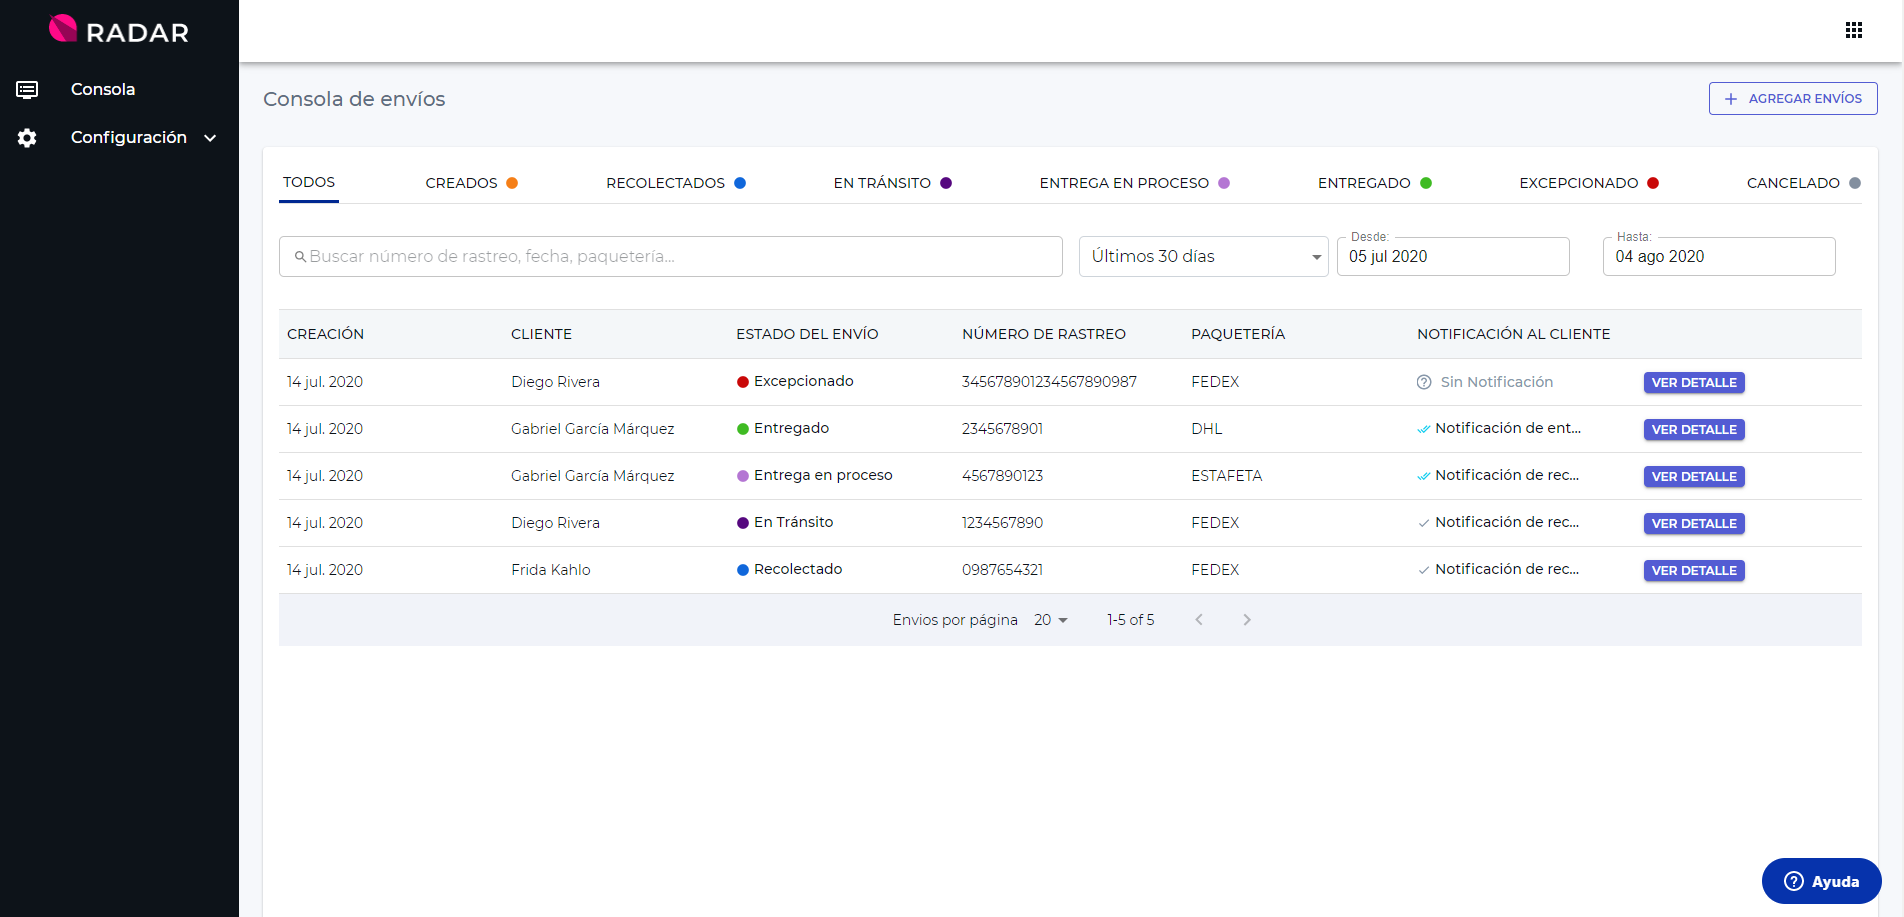 RADAR
Consola
Configuración
Consola de envíos
AGREGAR ENVÍOS
TODOS CREADOS RECOLECTADOS EN TRÁNSITO ENTREGA EN PROCESO ENTREGADO EXCEPCIONADO CANCELADO
Buscar número de rastreo, fecha, paquetería...
Últimos 30 días
Desde:
05 jul 2020
Hasta:
04 ago 2020
CREACIÓN CLIENTE ESTADO DEL ENVÍO NÚMERO DE RASTREO PAQUETERÍA NOTIFICACIÓN AL CLIENTE
14 jul. 2020 Diego Rivera Excepcionado 345678901234567890987 FEDEX Sin Notificación VER DETALLE
14 jul. 2020 Gabriel García Márquez Entregado 2345678901 DHL Notificación de ent... VER DETALLE
14 jul. 2020 Gabriel García Márquez Entrega en proceso 4567890123 ESTAFETA Notificación de rec... VER DETALLE
14 jul. 2020 Diego Rivera En Tránsito 1234567890 FEDEX Notificación de rec... VER DETALLE
14 jul. 2020 Frida Kahlo Recolectado 0987654321 FEDEX Notificación de rec... VER DETALLE
Envios por página 20 1-5 of 5
Ayuda